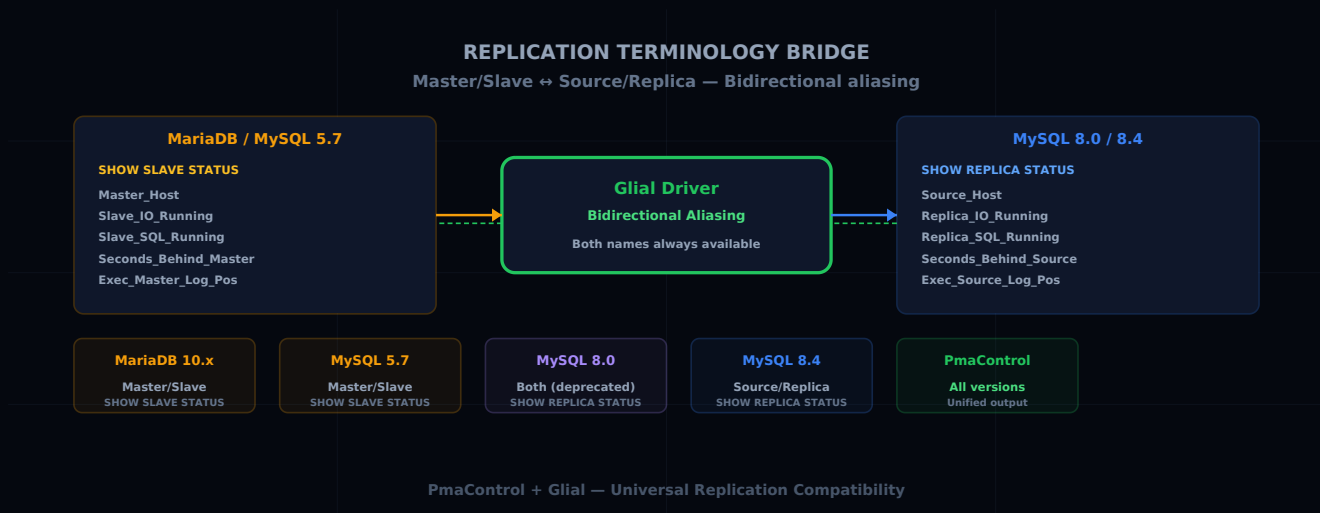 REPLICATION TERMINOLOGY BRIDGE
Master/Slave ↔ Source/Replica — Bidirectional aliasing
MariaDB / MySQL 5.7
SHOW SLAVE STATUS
Master_Host
Slave_IO_Running
Slave_SQL_Running
Seconds_Behind_Master
Exec_Master_Log_Pos
Glial Driver
Bidirectional Aliasing
Both names always available
MySQL 8.0 / 8.4
SHOW REPLICA STATUS
Source_Host
Replica_IO_Running
Replica_SQL_Running
Seconds_Behind_Source
Exec_Source_Log_Pos
MariaDB 10.x
Master/Slave
SHOW SLAVE STATUS
MySQL 5.7
Master/Slave
SHOW SLAVE STATUS
MySQL 8.0
Both (deprecated)
SHOW REPLICA STATUS
MySQL 8.4
Source/Replica
SHOW REPLICA STATUS
PmaControl
All versions
Unified output
PmaControl + Glial — Universal Replication Compatibility